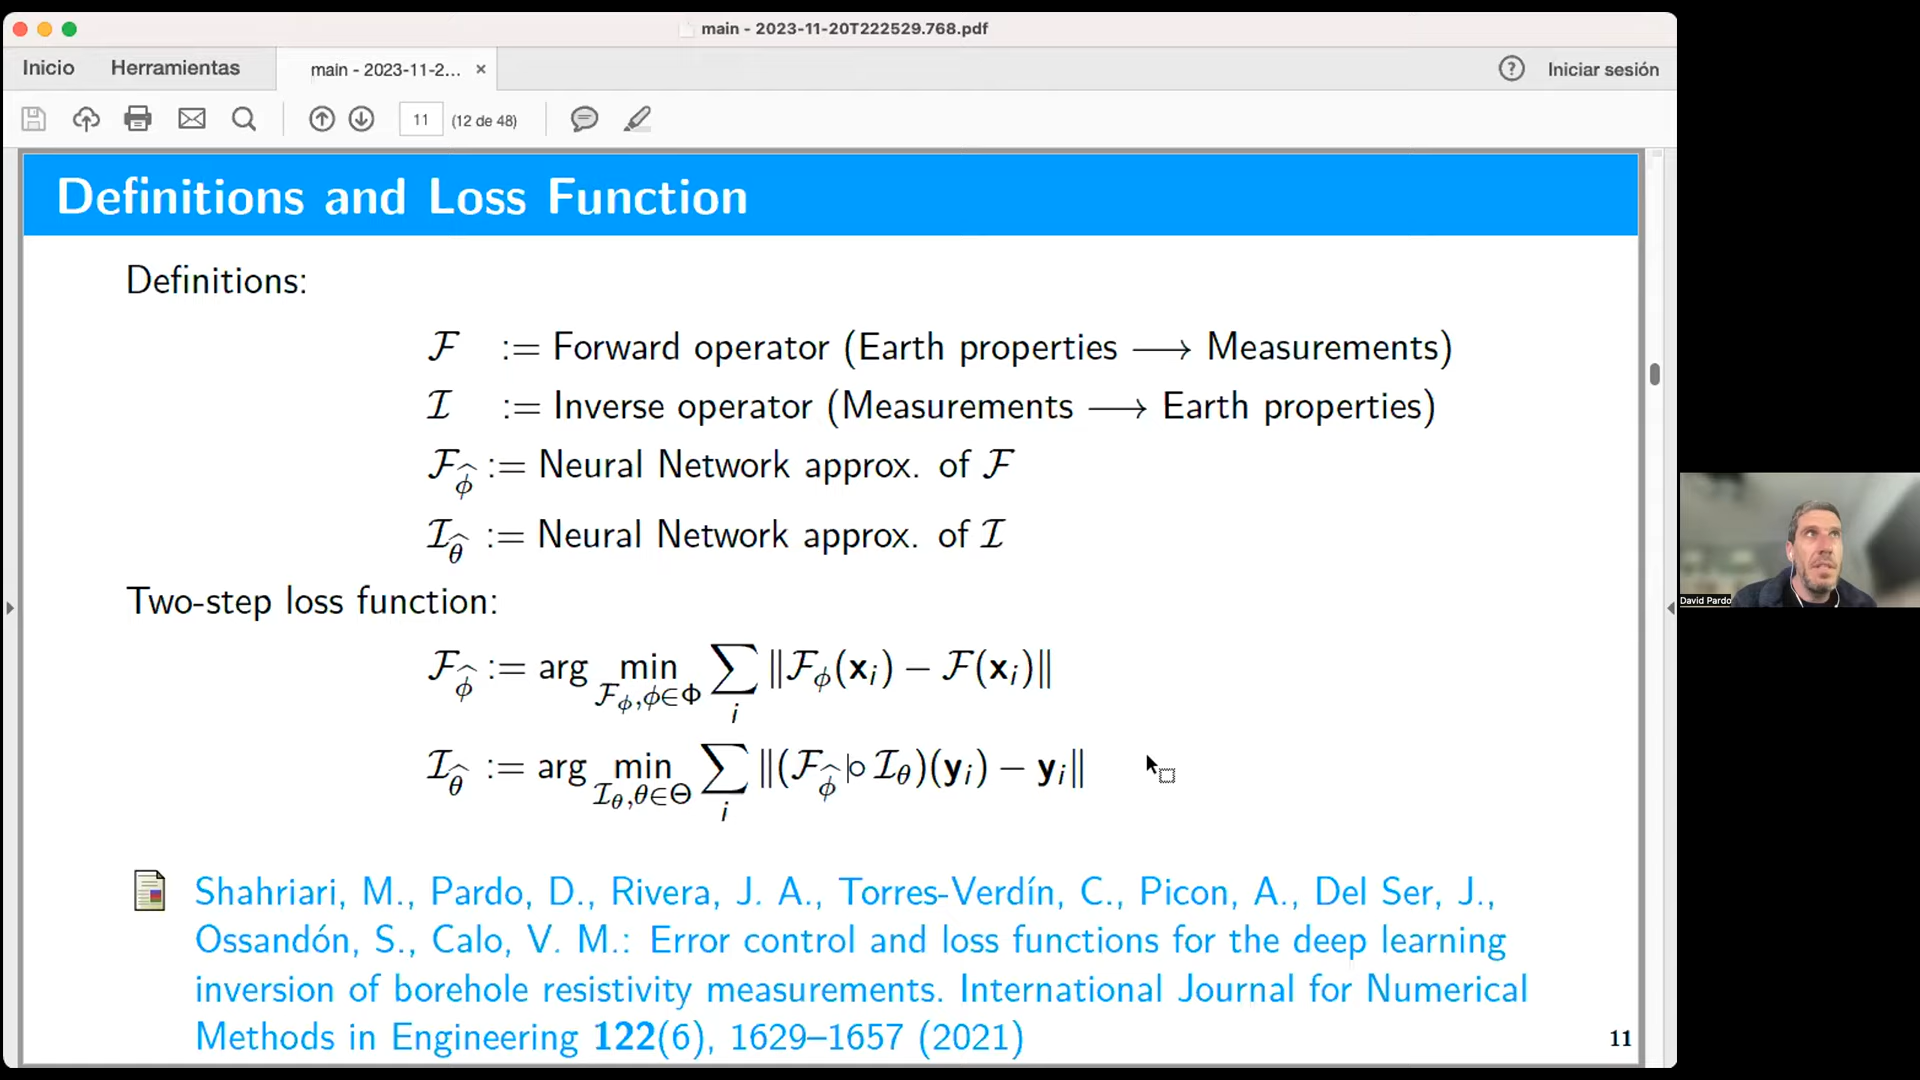 main - 2023-11-20T222529.768.pdf
Inicio Herramientas main - 2023-11-2... × ? Iniciar sesión
11 (12 de 48)
Definitions and Loss Function
Definitions:
ℱ := Forward operator (Earth properties ⟶ Measurements)
ℐ := Inverse operator (Measurements ⟶ Earth properties)
ℱ_φ̂ := Neural Network approx. of ℱ
ℐ_θ̂ := Neural Network approx. of ℐ
Two-step loss function:
ℱ_φ̂ := arg min_{ℱ_φ,φ∈Φ} ∑_i ‖ℱ_φ(𝐱_i) − ℱ(𝐱_i)‖
ℐ_θ̂ := arg min_{ℐ_θ,θ∈Θ} ∑_i ‖(ℱ_φ̂ ∘ ℐ_θ)(𝐲_i) − 𝐲_i‖
David Pardo
Shahriari, M., Pardo, D., Rivera, J. A., Torres-Verdín, C., Picon, A., Del Ser, J.,
Ossandón, S., Calo, V. M.: Error control and loss functions for the deep learning
inversion of borehole resistivity measurements. International Journal for Numerical
Methods in Engineering 122(6), 1629–1657 (2021)
11